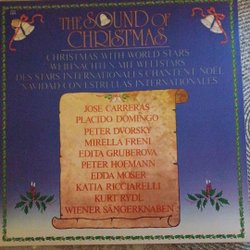 THE SOUND OF
CHRISTMAS
CHRISTMAS WITH WORLD STARS
WEIHNACHTEN MIT WELTSTARS
DES STARS INTERNATIONALES CHANTENT NOËL
NAVIDAD CON ESTRELLAS INTERNATIONALES
JOSE CARRERAS
PLACIDO DOMINGO
PETER DVORSKY
MIRELLA FRENI
EDITA GRUBEROVA
PETER HOFMANN
EDDA MOSER
KATIA RICCIARELLI
KURT RYDL
WIENER SÄNGERKNABEN